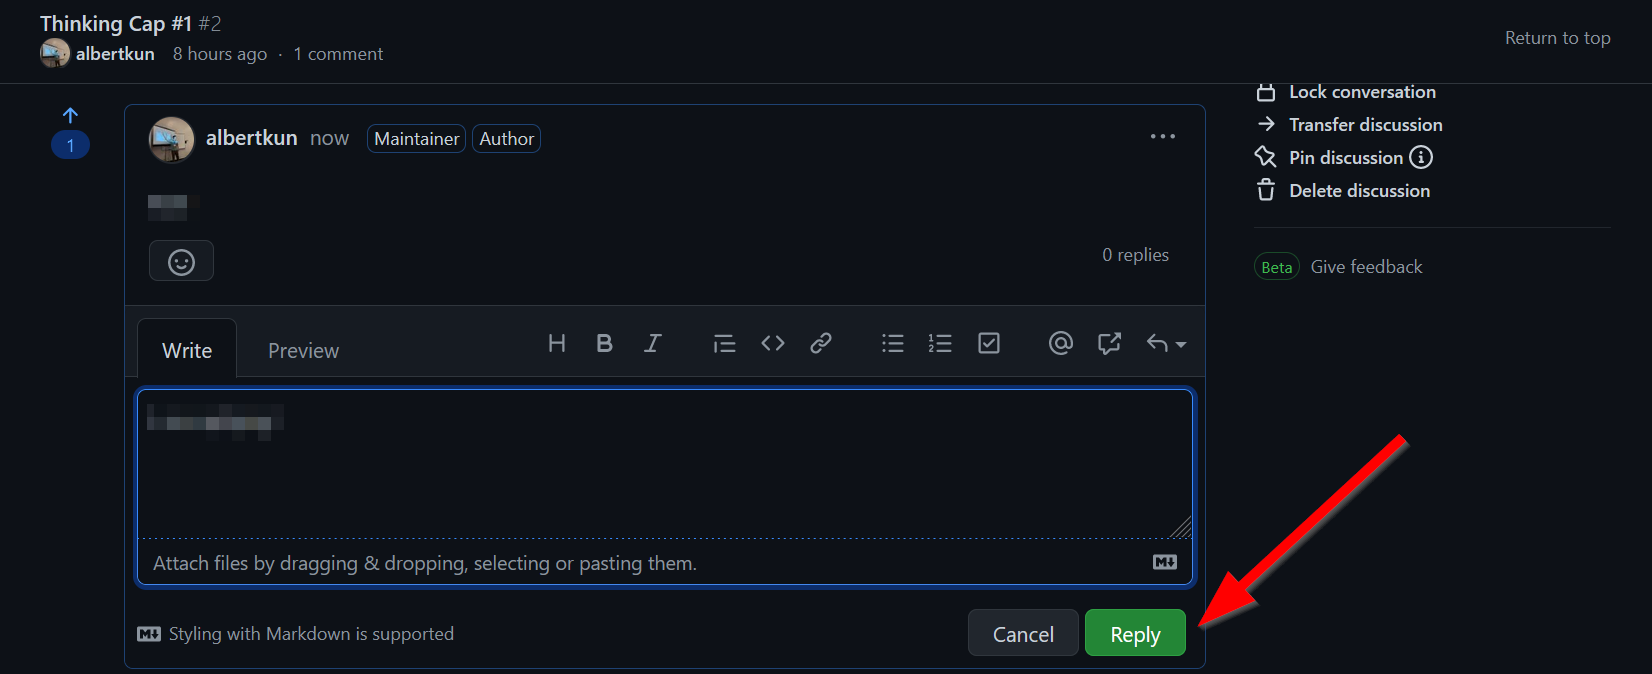 Thinking Cap #1 #2
albertkun 8 hours ago · 1 comment
Return to top
1
albertkun now Maintainer Author
0 replies
Write Preview
Attach files by dragging & dropping, selecting or pasting them.
Styling with Markdown is supported
Cancel Reply
Lock conversation
Transfer discussion
Pin discussion
Delete discussion
Beta Give feedback